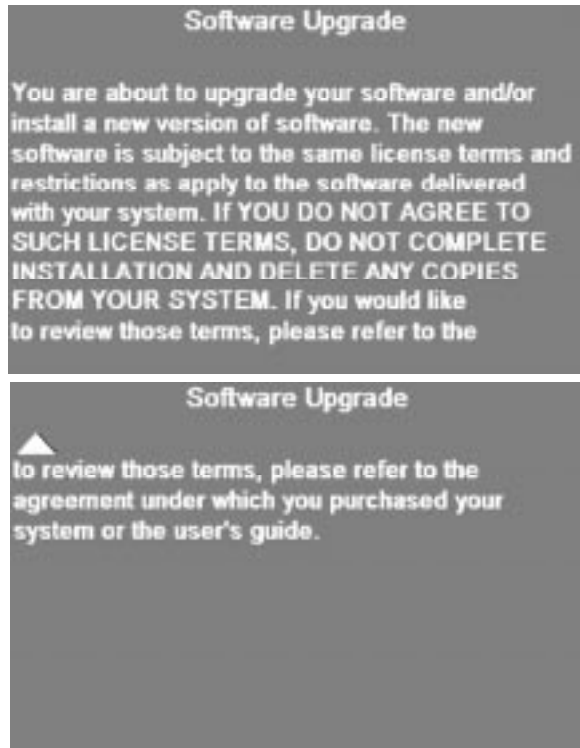 Software Upgrade
You are about to upgrade your software and/or
install a new version of software. The new
software is subject to the same license terms and
restrictions as apply to the software delivered
with your system. If YOU DO NOT AGREE TO
SUCH LICENSE TERMS, DO NOT COMPLETE
INSTALLATION AND DELETE ANY COPIES
FROM YOUR SYSTEM. If you would like
to review those terms, please refer to the
Software Upgrade
to review those terms, please refer to the
agreement under which you purchased your
system or the user's guide.